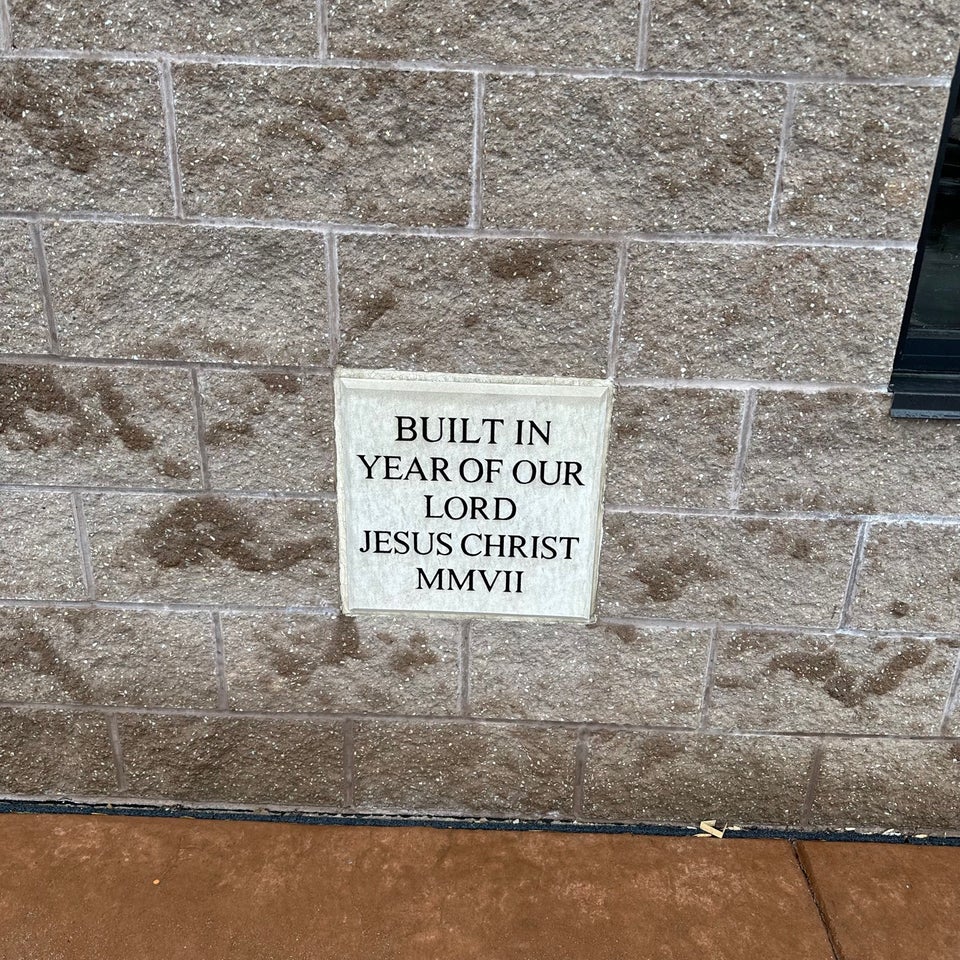 BUILT IN
YEAR OF OUR
LORD
JESUS CHRIST
MMVII